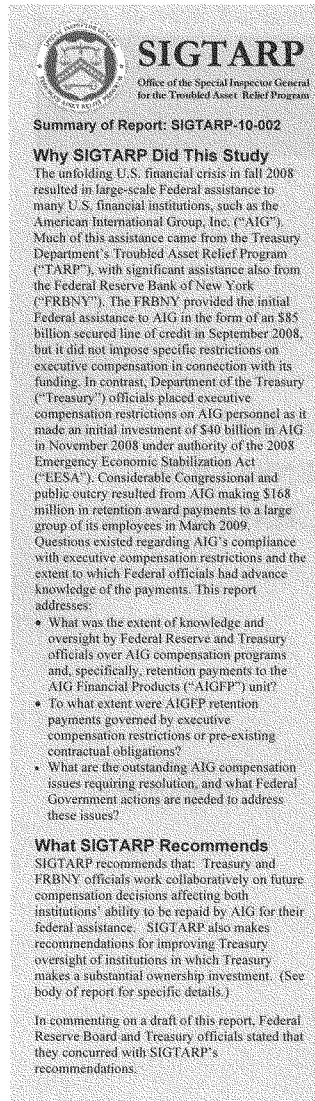 SIGTARP
Office of the Special Inspector General
for the Troubled Asset Relief Program
Summary of Report: SIGTARP-10-002
Why SIGTARP Did This Study
The unfolding U.S. financial crisis in fall 2008
resulted in large-scale Federal assistance to
many U.S. financial institutions, such as the
American International Group, Inc. ("AIG").
Much of this assistance came from the Treasury
Department's Troubled Asset Relief Program
("TARP"), with significant assistance also from
the Federal Reserve Bank of New York
("FRBNY"). The FRBNY provided the initial
Federal assistance to AIG in the form of an $85
billion secured line of credit in September 2008,
but it did not impose specific restrictions on
executive compensation in connection with its
funding. In contrast, Department of the Treasury
("Treasury") officials placed executive
compensation restrictions on AIG personnel as it
made an initial investment of $40 billion in AIG
in November 2008 under authority of the 2008
Emergency Economic Stabilization Act
("EESA"). Considerable Congressional and
public outcry resulted from AIG making $168
million in retention award payments to a large
group of its employees in March 2009.
Questions existed regarding AIG's compliance
with executive compensation restrictions and the
extent to which Federal officials had advance
knowledge of the payments. This report
addresses:
• What was the extent of knowledge and
oversight by Federal Reserve and Treasury
officials over AIG compensation programs
and, specifically, retention payments to the
AIG Financial Products ("AIGFP") unit?
• To what extent were AIGFP retention
payments governed by executive
compensation restrictions or pre-existing
contractual obligations?
• What are the outstanding AIG compensation
issues requiring resolution, and what Federal
Government actions are needed to address
these issues?
What SIGTARP Recommends
SIGTARP recommends that: Treasury and
FRBNY officials work collaboratively on future
compensation decisions affecting both
institutions' ability to be repaid by AIG for their
federal assistance. SIGTARP also makes
recommendations for improving Treasury
oversight of institutions in which Treasury
makes a substantial ownership investment. (See
body of report for specific details.)
In commenting on a draft of this report, Federal
Reserve Board and Treasury officials stated that
they concurred with SIGTARP's
recommendations.